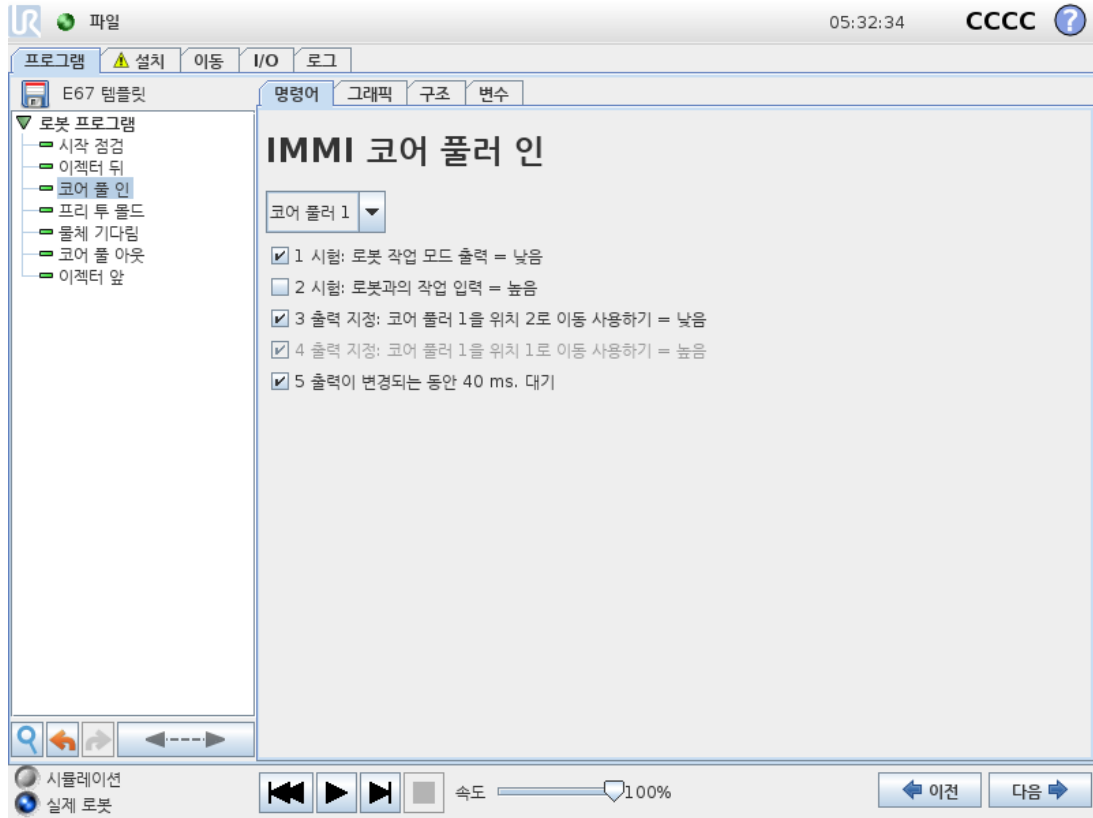 UR 파일 05:32:34 CCCC ?
프로그램 설치 이동 I/O 로그
E67 템플릿
명령어 그래픽 구조 변수
로봇 프로그램
시작 점검
이젝터 뒤
코어 풀 인
프리 투 몰드
물체 기다림
코어 풀 아웃
이젝터 앞
IMMI 코어 풀러 인
코어 풀러 1
1 시험: 로봇 작업 모드 출력 = 낮음
2 시험: 로봇과의 작업 입력 = 높음
3 출력 지정: 코어 풀러 1을 위치 2로 이동 사용하기 = 낮음
4 출력 지정: 코어 풀러 1을 위치 1로 이동 사용하기 = 높음
5 출력이 변경되는 동안 40 ms. 대기
시뮬레이션
실제 로봇
속도 100%
이전 다음